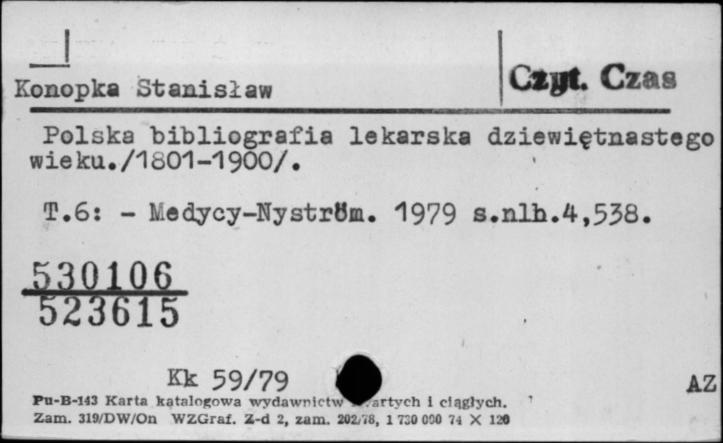 Konopka Stanisław
Czyt. Czas
Polska bibliografia lekarska dziewiętnastego
wieku./1801-1900/.
T.6: - Medycy-Nyström. 1979 s.nlb.4,538.
530106
523615
Kk 59/79
AZ
Pu-B-143 Karta katalogowa wydawnictw i ciągłych.
Zam. 319/DW/On WZGraf. Z-d 2, zam. 202/78, 1 730 000 74 X 120